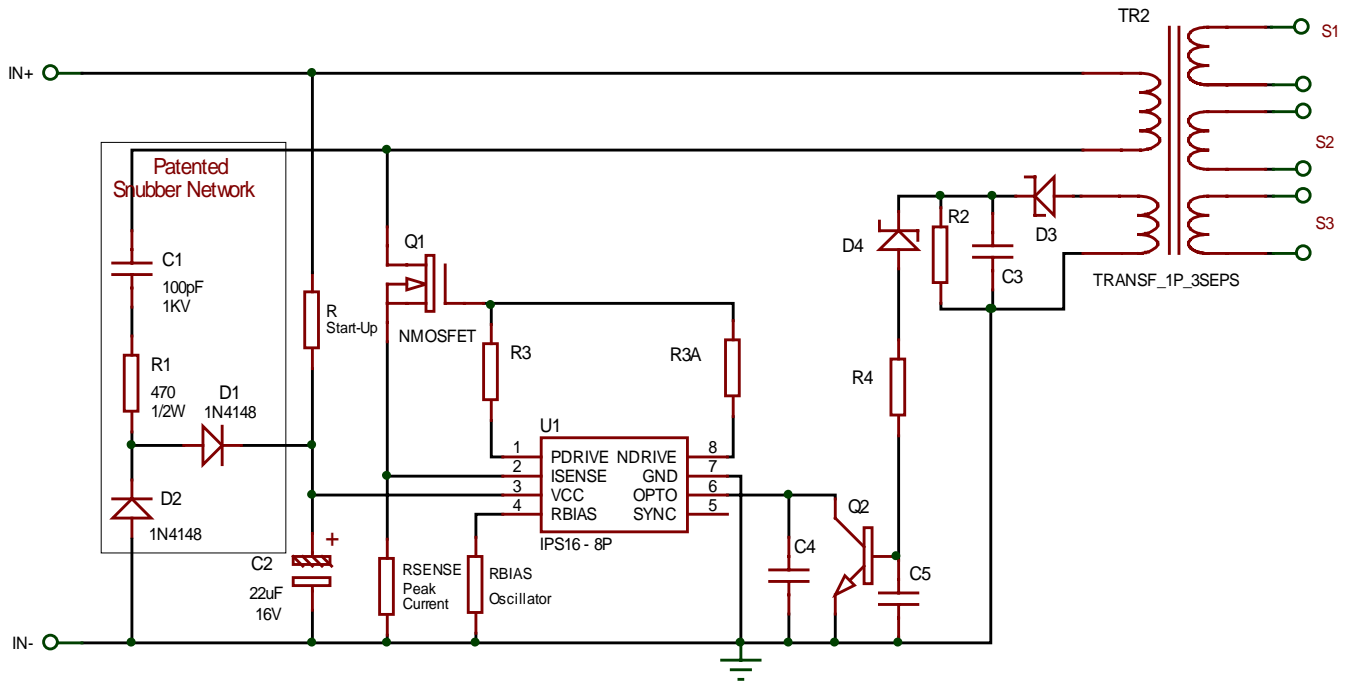 TR2
S1
IN+
S2
Patented
Snubber Network
R2
S3
Q1
D4
D3
C1
C3
100pF
1KV
TRANSF_1P_3SEPS
R
Start-Up
NMOSFET
R3
R3A
R1
R4
470
1/2W
D1
1N4148
U1
1 PDRIVE NDRIVE 8
2 ISENSE GND 7
3 VCC OPTO 6
4 RBIAS SYNC 5
D2
Q2
1N4148
IPS16 - 8P
C4
+
C2
22uF
16V
RSENSE
Peak
Current
RBIAS
Oscillator
C5
IN-